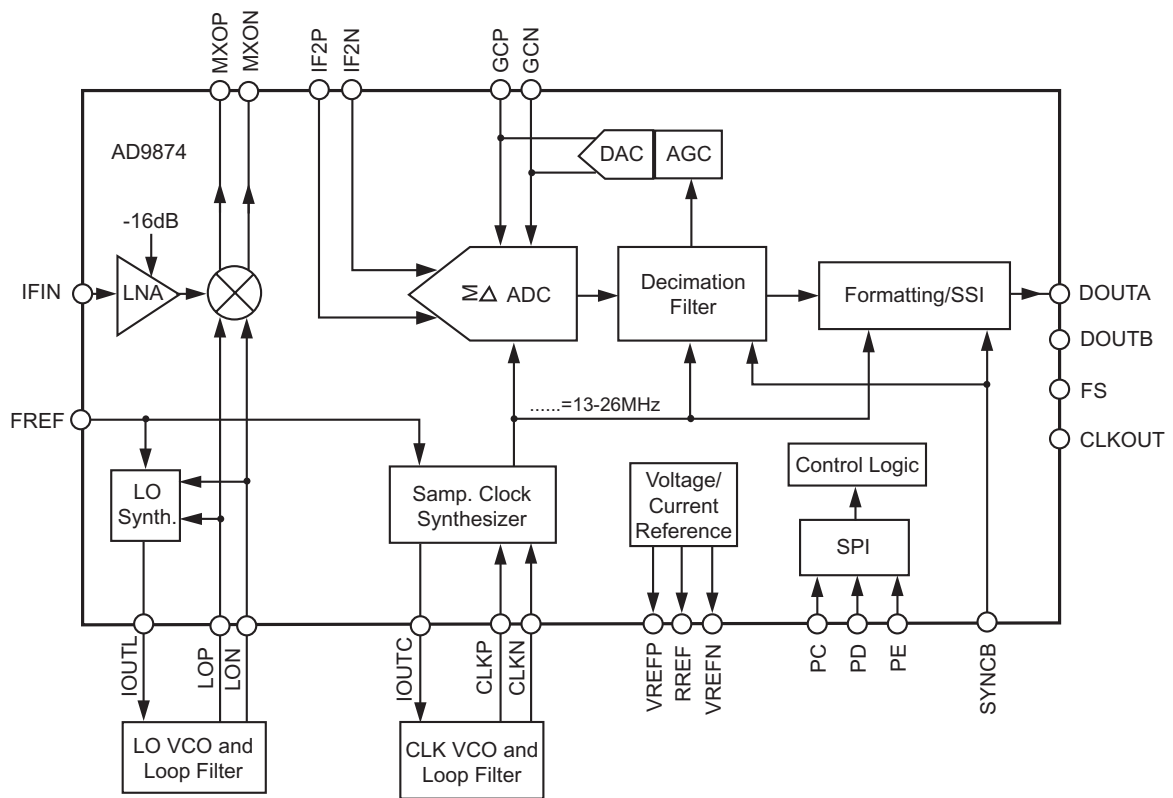 MXOP
MXON
IF2P
IF2N
GCP
GCN
AD9874
DAC
AGC
-16dB
IFIN
LNA
M△ ADC
Decimation
Filter
Formatting/SSI
DOUTA
DOUTB
FS
CLKOUT
FREF
......=13-26MHz
LO
Synth.
Samp. Clock
Synthesizer
Voltage/
Current
Reference
Control Logic
SPI
IOUTL
LOP
LON
IOUTC
CLKP
CLKN
VREFP
RREF
VREFN
PC
PD
PE
SYNCB
LO VCO and
Loop Filter
CLK VCO and
Loop Filter